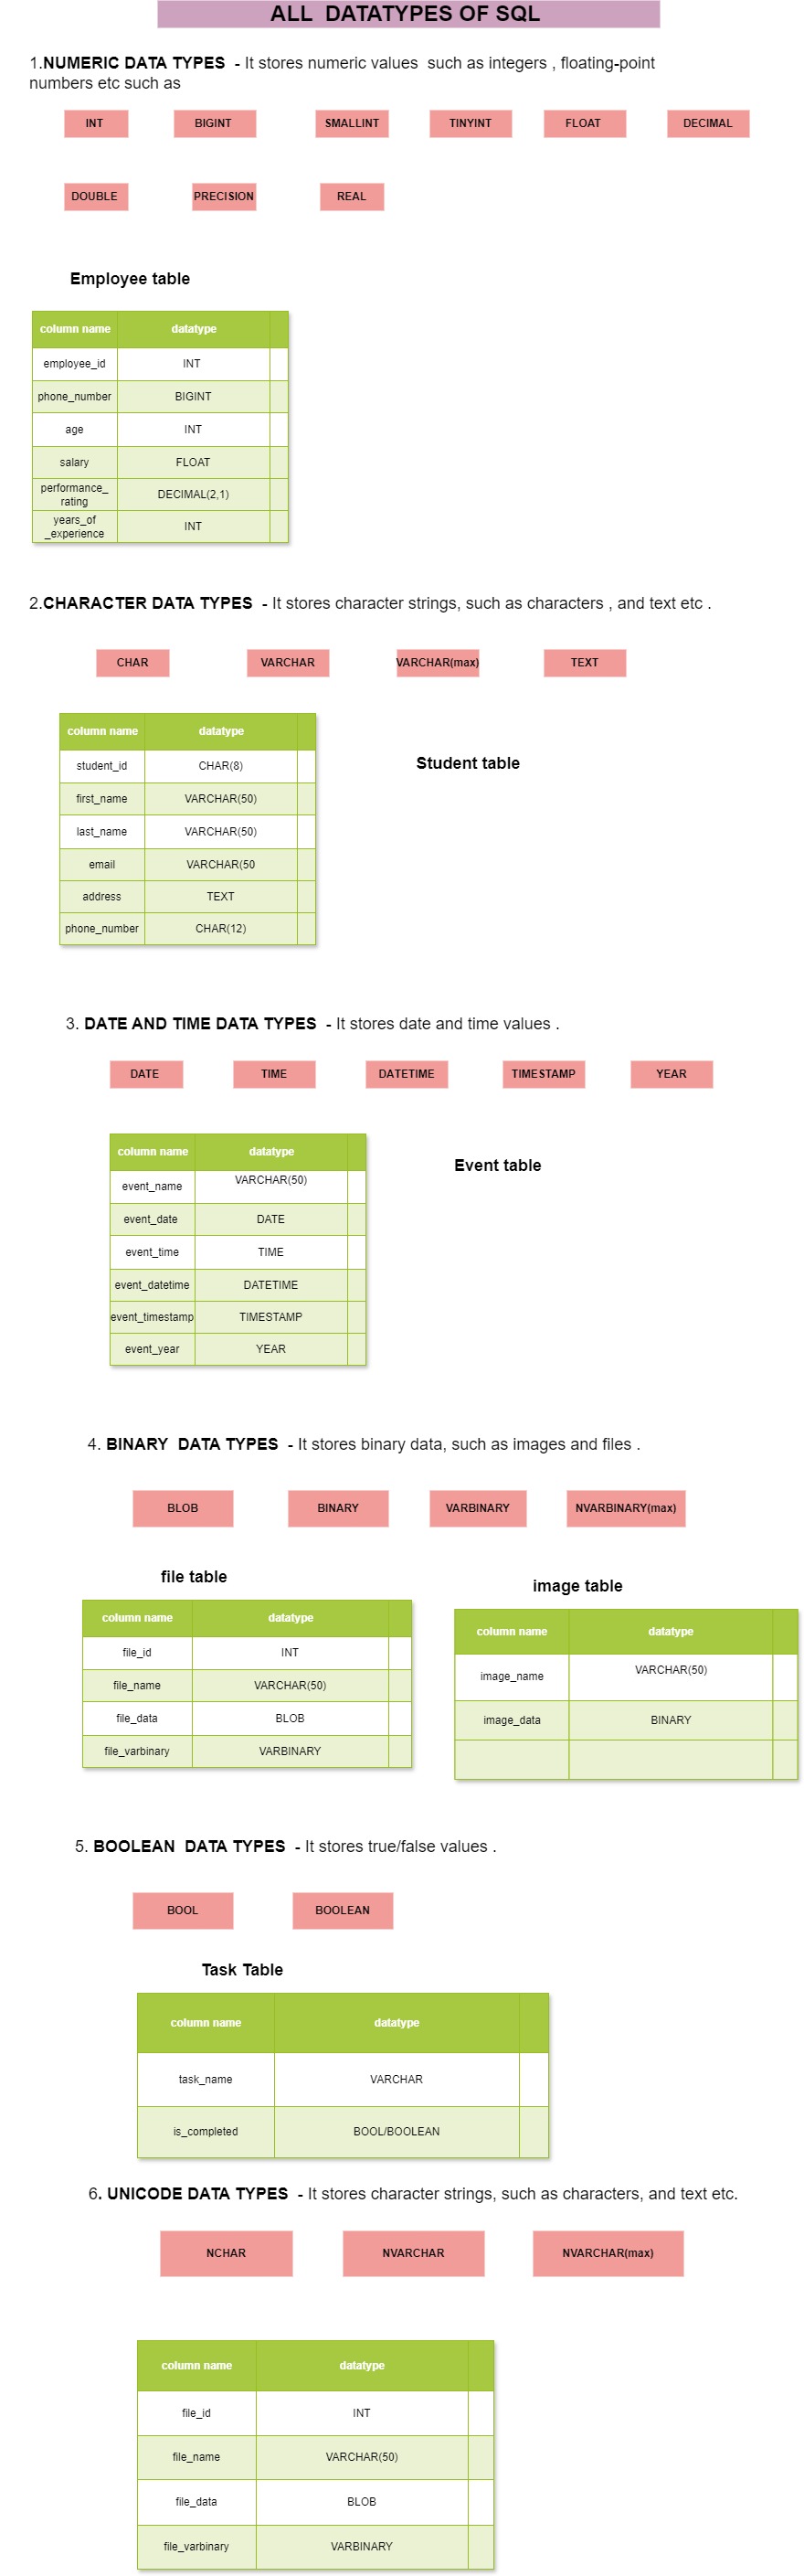 ALL DATATYPES OF SQL
1.NUMERIC DATA TYPES - It stores numeric values such as integers , floating-point
numbers etc such as
INT BIGINT SMALLINT TINYINT FLOAT DECIMAL
DOUBLE PRECISION REAL
Employee table
column name datatype
employee_id INT
phone_number BIGINT
age INT
salary FLOAT
performance_
rating DECIMAL(2,1)
years_of
_experience INT
2.CHARACTER DATA TYPES - It stores character strings, such as characters , and text etc .
CHAR VARCHAR VARCHAR(max) TEXT
Student table
column name datatype
student_id CHAR(8)
first_name VARCHAR(50)
last_name VARCHAR(50)
email VARCHAR(50
address TEXT
phone_number CHAR(12)
3. DATE AND TIME DATA TYPES - It stores date and time values .
DATE TIME DATETIME TIMESTAMP YEAR
Event table
column name datatype
event_name VARCHAR(50)
event_date DATE
event_time TIME
event_datetime DATETIME
event_timestamp TIMESTAMP
event_year YEAR
4. BINARY DATA TYPES - It stores binary data, such as images and files .
BLOB BINARY VARBINARY NVARBINARY(max)
file table
column name datatype
file_id INT
file_name VARCHAR(50)
file_data BLOB
file_varbinary VARBINARY
image table
column name datatype
image_name VARCHAR(50)
image_data BINARY
5. BOOLEAN DATA TYPES - It stores true/false values .
BOOL BOOLEAN
Task Table
column name datatype
task_name VARCHAR
is_completed BOOL/BOOLEAN
6. UNICODE DATA TYPES - It stores character strings, such as characters, and text etc.
NCHAR NVARCHAR NVARCHAR(max)
column name datatype
file_id INT
file_name VARCHAR(50)
file_data BLOB
file_varbinary VARBINARY